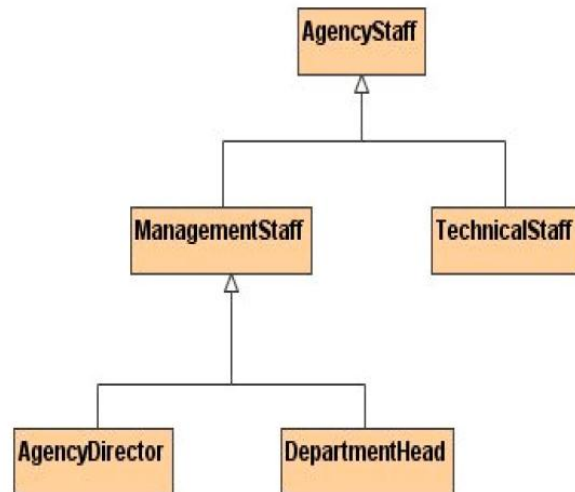 AgencyStaff
ManagementStaff
TechnicalStaff
AgencyDirector
DepartmentHead